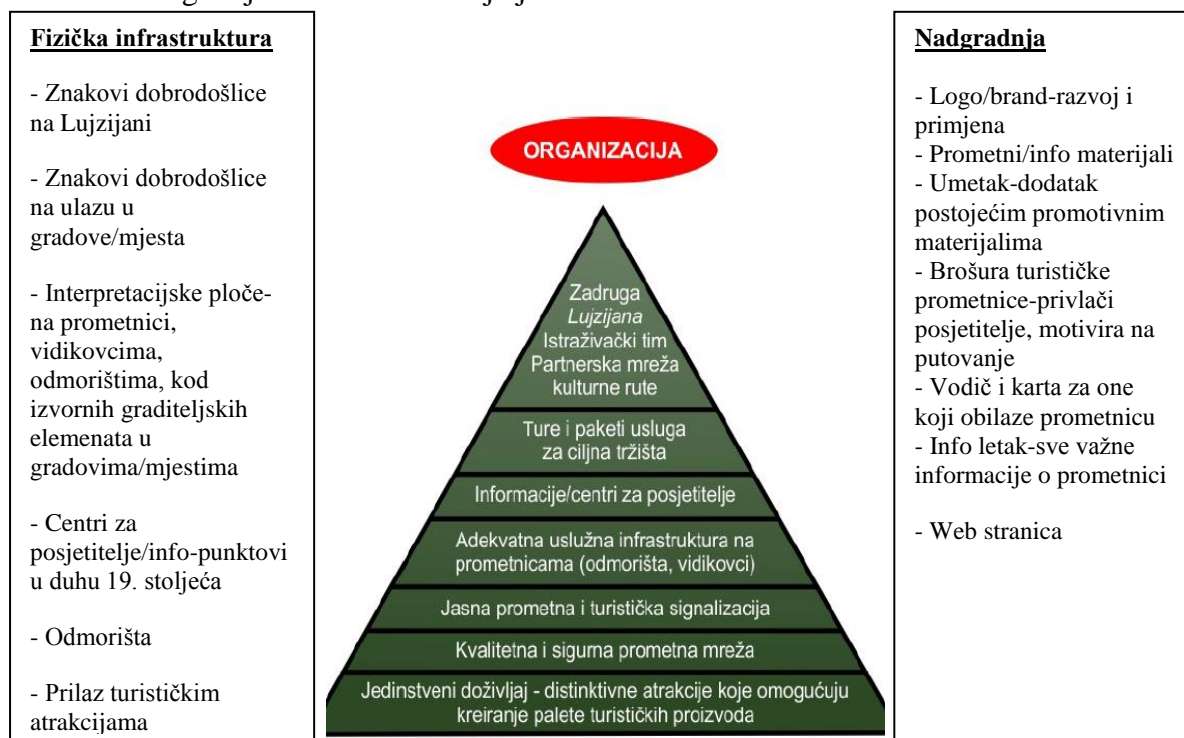 Fizička infrastruktura
- Znakovi dobrodošlice
na Lujzijani
- Znakovi dobrodošlice
na ulazu u
gradove/mjesta
- Interpretacijske ploče-
na prometnici,
vidikovcima,
odmorištima, kod
izvornih graditeljskih
elemenata u
gradovima/mjestima
- Centri za
posjetitelje/info-punktovi
u duhu 19. stoljeća
- Odmorišta
- Prilaz turističkim
atrakcijama
ORGANIZACIJA
Zadruga
Lujzijana
Istraživački tim
Partnerska mreža
kulturne rute
Ture i paketi usluga
za ciljna tržišta
Informacije/centri za posjetitelje
Adekvatna uslužna infrastruktura na
prometnicama (odmorišta, vidikovci)
Jasna prometna i turistička signalizacija
Kvalitetna i sigurna prometna mreža
Jedinstveni doživljaj - distinktivne atrakcije koje omogućuju
kreiranje palete turističkih proizvoda
Nadgradnja
- Logo/brand-razvoj i
primjena
- Prometni/info materijali
- Umetak-dodatak
postojećim promotivnim
materijalima
- Brošura turističke
prometnice-privlači
posjetitelje, motivira na
putovanje
- Vodič i karta za one
koji obilaze prometnicu
- Info letak-sve važne
informacije o prometnici
- Web stranica